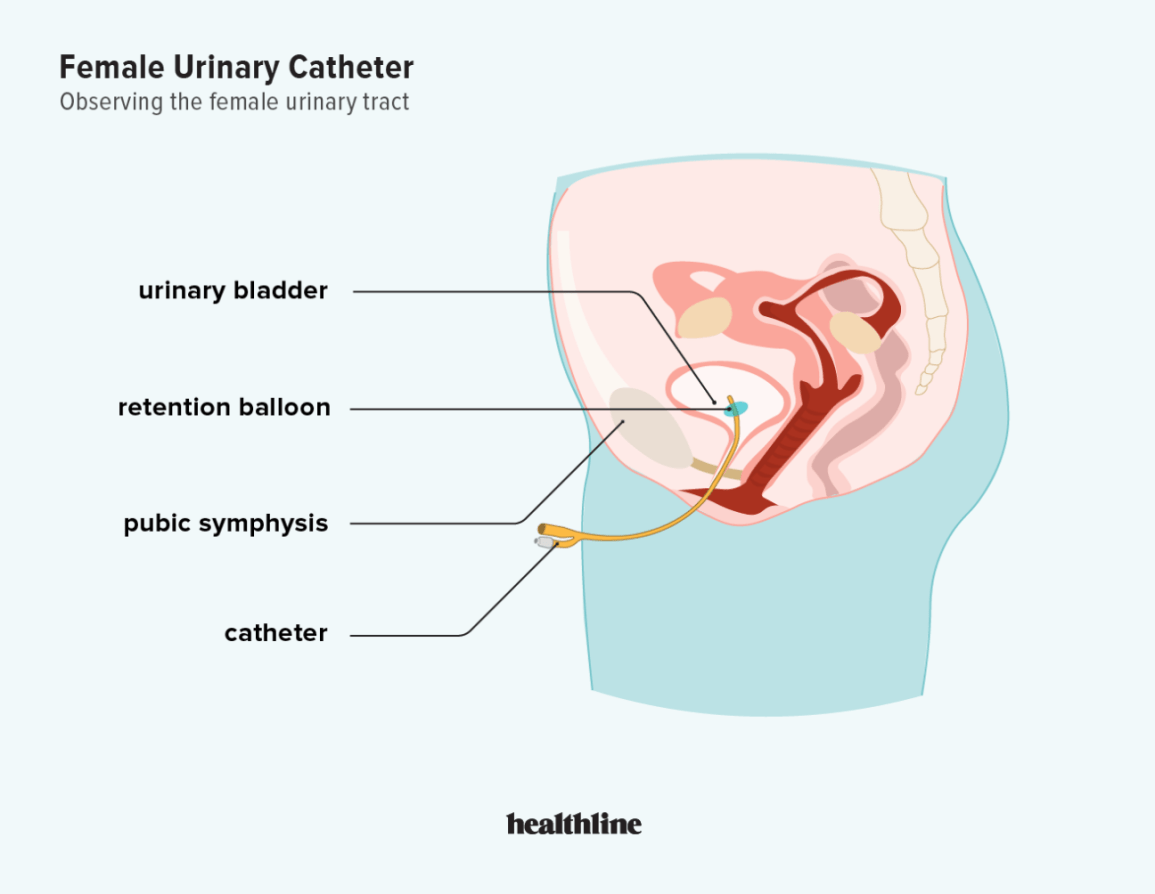 Female Urinary Catheter
Observing the female urinary tract
urinary bladder
retention balloon
pubic symphysis
catheter
healthline